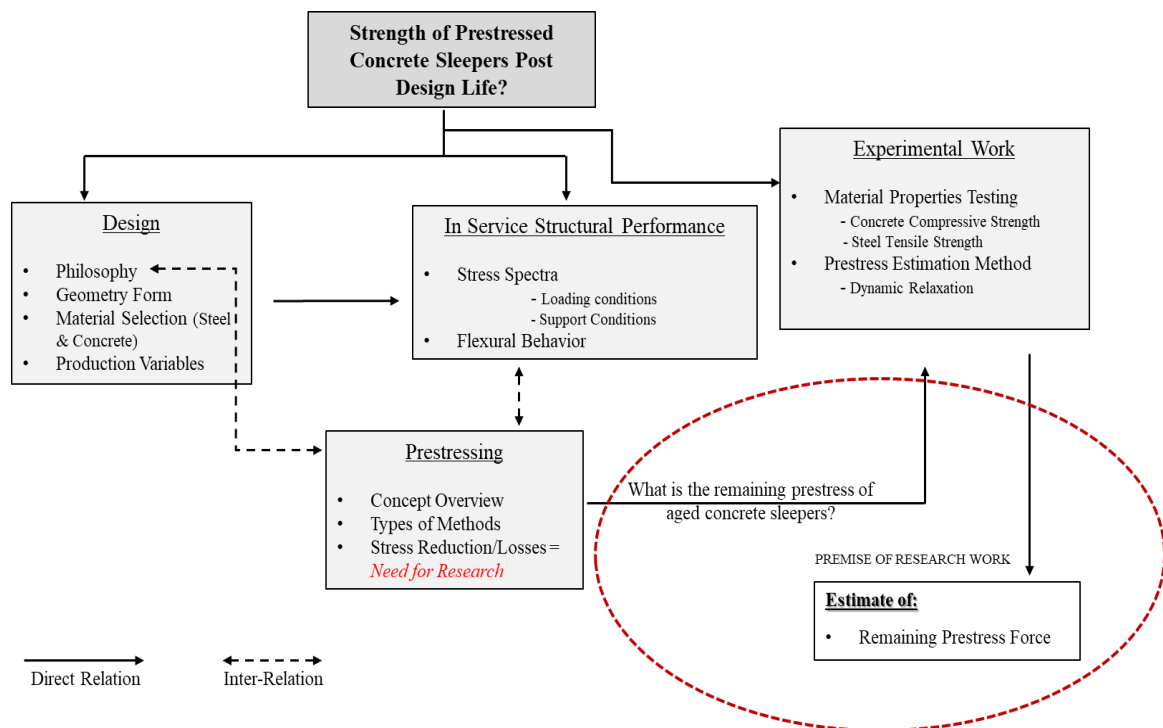 Strength of Prestressed
Concrete Sleepers Post
Design Life?
Experimental Work
• Material Properties Testing
- Concrete Compressive Strength
- Steel Tensile Strength
• Prestress Estimation Method
- Dynamic Relaxation
Design
• Philosophy
• Geometry Form
• Material Selection (Steel
& Concrete)
• Production Variables
In Service Structural Performance
• Stress Spectra
- Loading conditions
- Support Conditions
• Flexural Behavior
Prestressing
• Concept Overview
• Types of Methods
• Stress Reduction/Losses =
Need for Research
What is the remaining prestress of
aged concrete sleepers?
PREMISE OF RESEARCH WORK
Estimate of:
• Remaining Prestress Force
Direct Relation
Inter-Relation